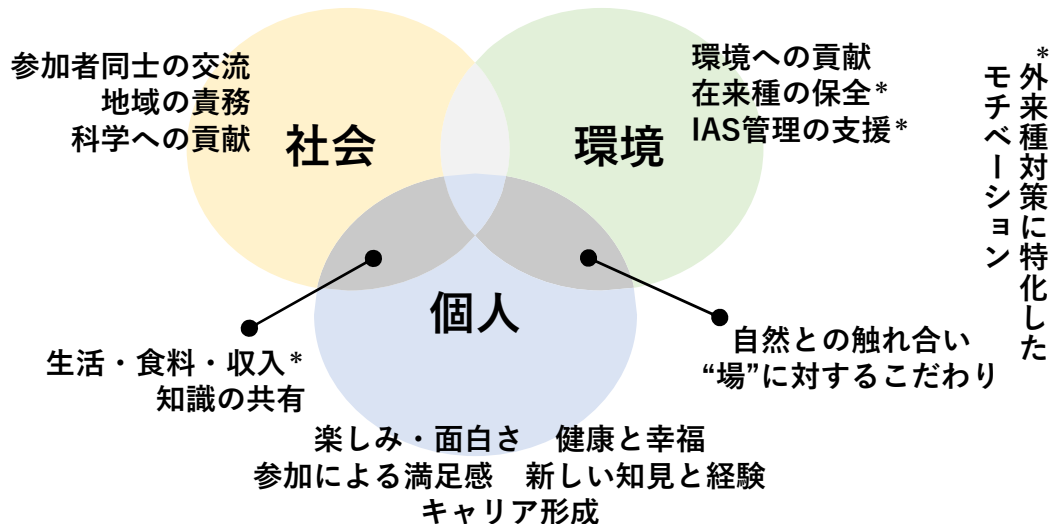 参加者同士の交流
地域の責務
科学への貢献
社会
環境
環境への貢献
在来種の保全*
IAS管理の支援*
*外来種対策に特化した
モチベーション
個人
生活・食料・収入*
知識の共有
自然との触れ合い
“場”に対するこだわり
楽しみ・面白さ　健康と幸福
参加による満足感　新しい知見と経験
キャリア形成